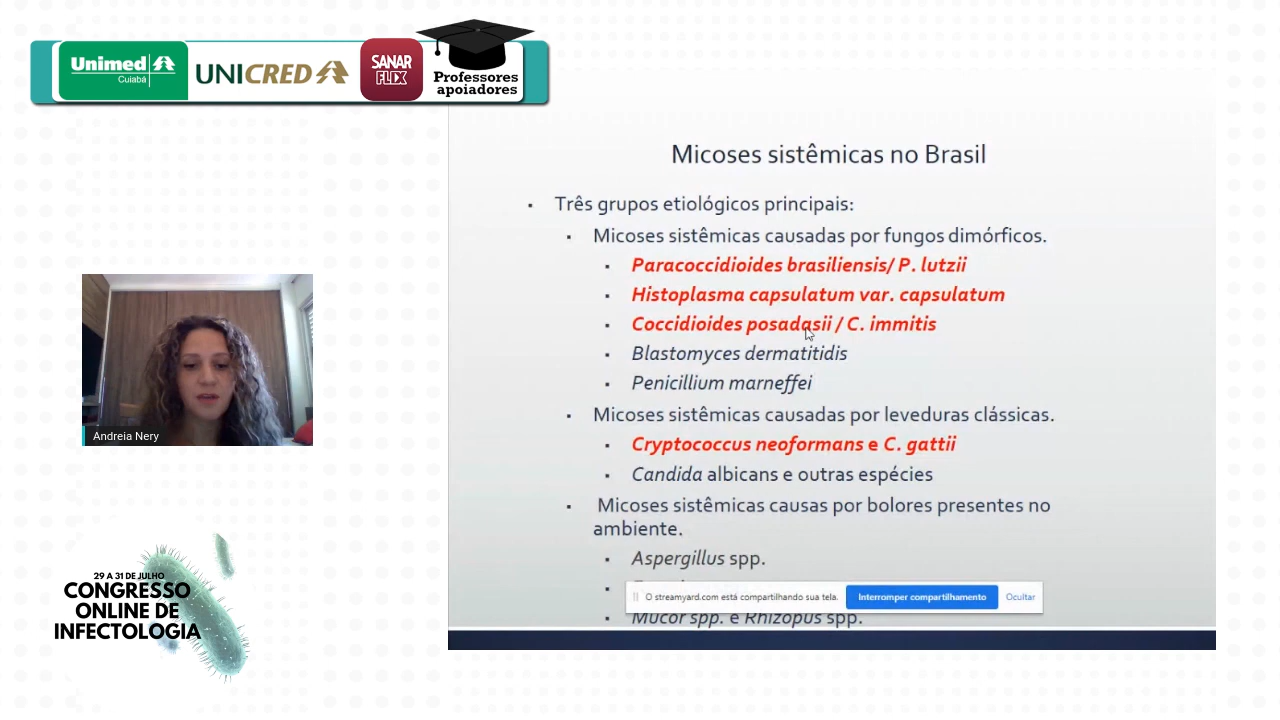 Unimed
Cuiabá
UNICRED
SANAR
FLIX
Professores
apoiadores
Micoses sistêmicas no Brasil
Três grupos etiológicos principais:
Micoses sistêmicas causadas por fungos dimórficos.
Paracoccidioides brasiliensis/ P. lutzii
Histoplasma capsulatum var. capsulatum
Coccidioides posadasii / C. immitis
Blastomyces dermatitidis
Penicillium marneffei
Micoses sistêmicas causadas por leveduras clássicas.
Cryptococcus neoformans e C. gattii
Candida albicans e outras espécies
Micoses sistêmicas causas por bolores presentes no
ambiente.
Aspergillus spp.
O streamyard.com está compartilhando sua tela.
Interromper compartilhamento
Ocultar
Mucor spp. e Rhizopus spp.
Andreia Nery
29 A 31 DE JULHO
CONGRESSO
ONLINE DE
INFECTOLOGIA